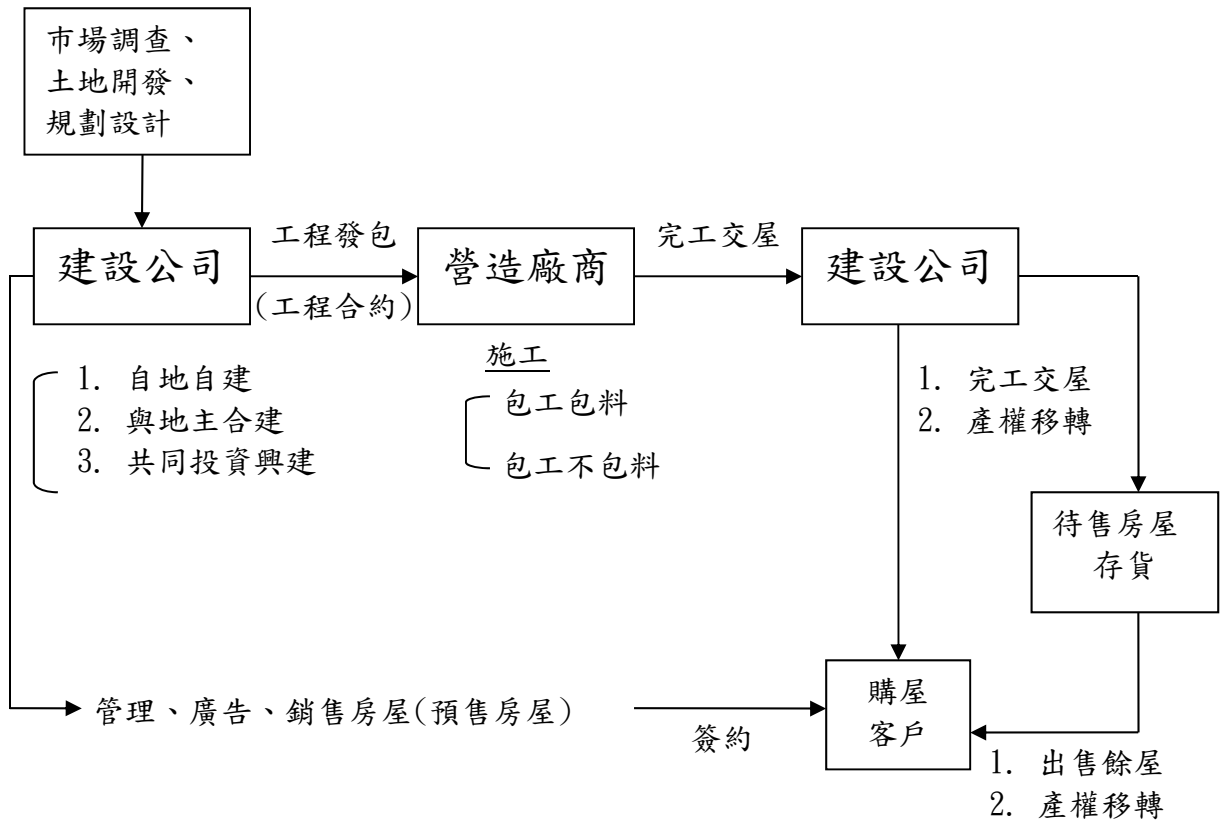 市場調查、
土地開發、
規劃設計
建設公司
工程發包
(工程合約)
營造廠商
完工交屋
建設公司
1. 自地自建
2. 與地主合建
3. 共同投資興建
施工
包工包料
包工不包料
1. 完工交屋
2. 產權移轉
待售房屋
存貨
管理、廣告、銷售房屋(預售房屋)
簽約
購屋
客戶
1. 出售餘屋
2. 產權移轉